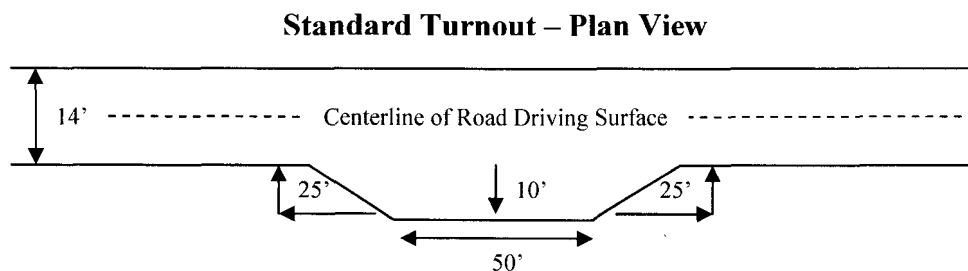 Standard Turnout – Plan View
14’
Centerline of Road Driving Surface
25’
10’
25’
50’